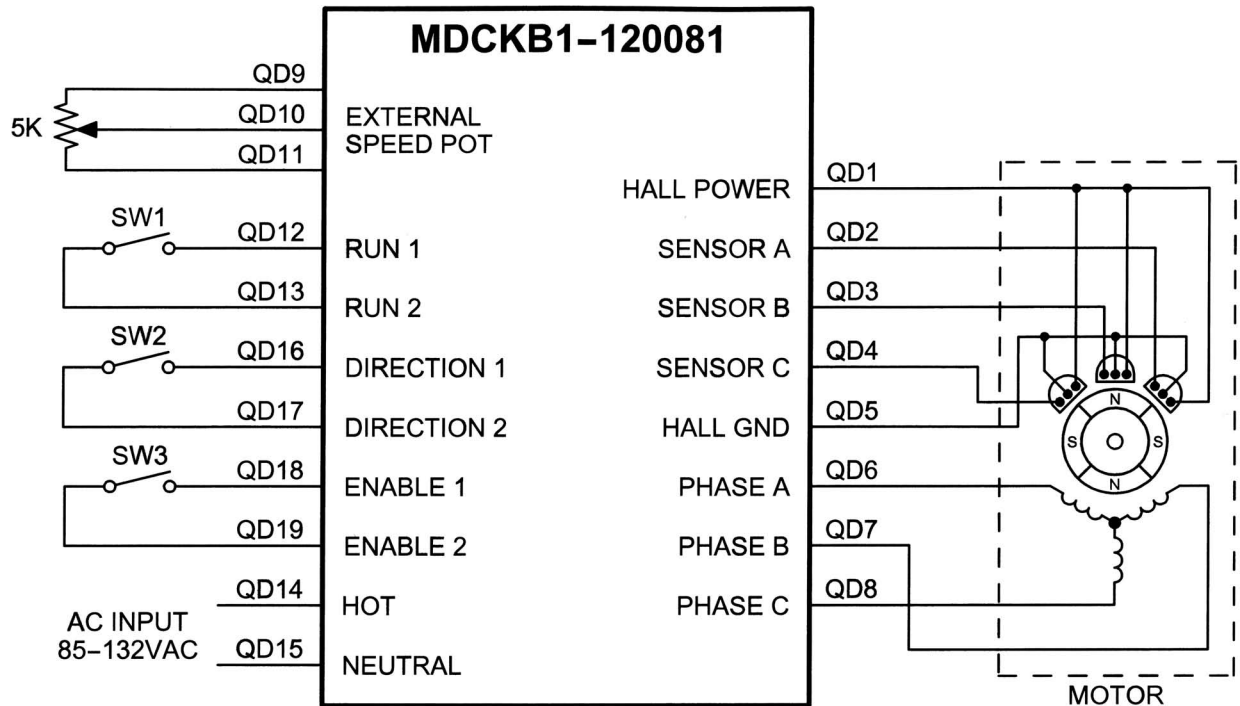 MDCKB1–120081
5K
QD9
QD10
QD11
EXTERNAL
SPEED POT
SW1
QD12
RUN 1
QD13
RUN 2
SW2
QD16
DIRECTION 1
QD17
DIRECTION 2
SW3
QD18
ENABLE 1
QD19
ENABLE 2
AC INPUT
85–132VAC
QD14
HOT
QD15
NEUTRAL
HALL POWER
QD1
SENSOR A
QD2
SENSOR B
QD3
SENSOR C
QD4
HALL GND
QD5
PHASE A
QD6
PHASE B
QD7
PHASE C
QD8
N
S
S
N
MOTOR